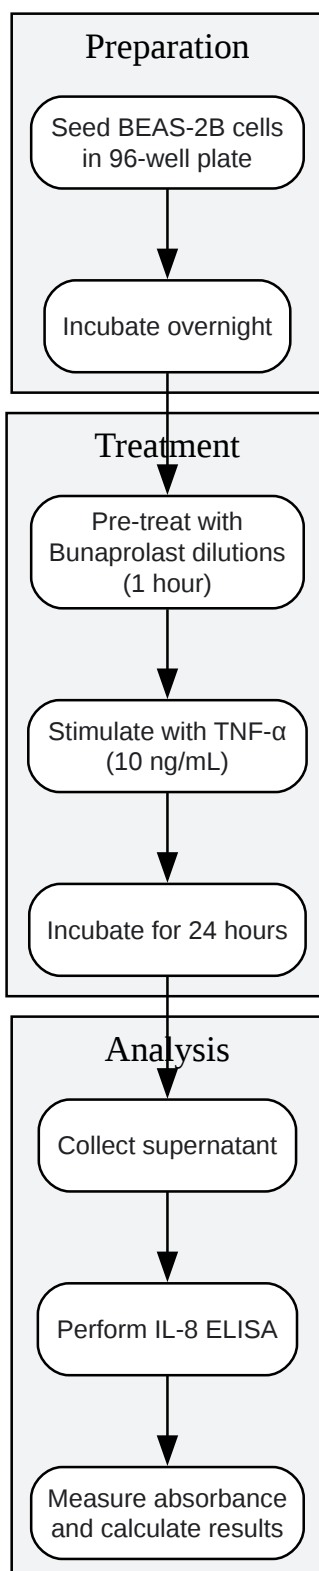 Preparation
Seed BEAS-2B cells
in 96-well plate
Incubate overnight
Treatment
Pre-treat with
Bunaprolast dilutions
(1 hour)
Stimulate with TNF-α
(10 ng/mL)
Incubate for 24 hours
Analysis
Collect supernatant
Perform IL-8 ELISA
Measure absorbance
and calculate results